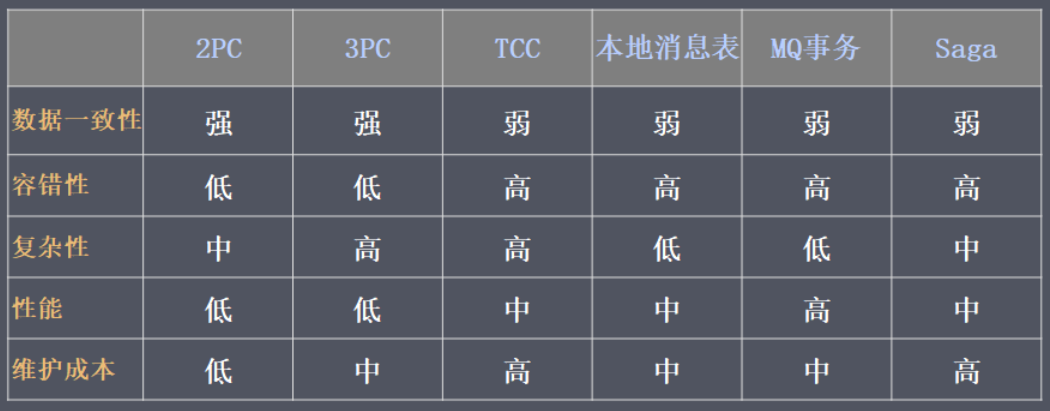 2PC 3PC TCC 本地消息表 MQ事务 Saga
数据一致性 强 强 弱 弱 弱 弱
容错性 低 低 高 高 高 高
复杂性 中 高 高 低 低 中
性能 低 低 中 中 高 中
维护成本 低 中 高 中 中 高